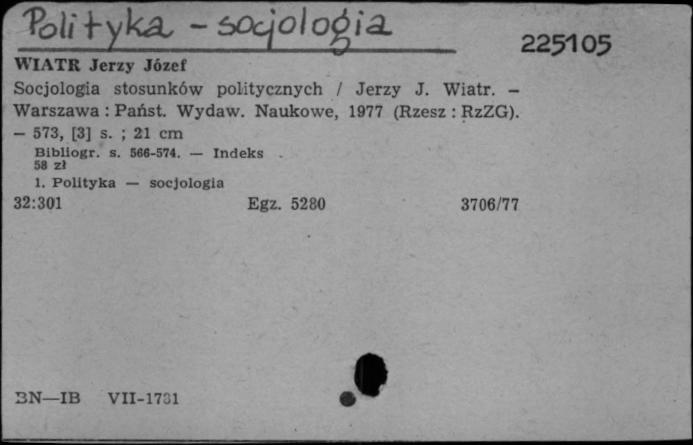 Polityka - socjologia
225105
WIATR Jerzy Józef
Socjologia stosunków politycznych / Jerzy J. Wiatr. –
Warszawa : Państ. Wydaw. Naukowe, 1977 (Rzesz : RzZG).
– 573, [3] s. ; 21 cm
Bibliogr. s. 566-574. — Indeks
58 zł
1. Polityka — socjologia
32:301 Egz. 5280 3706/77
BN—IB VII-1731